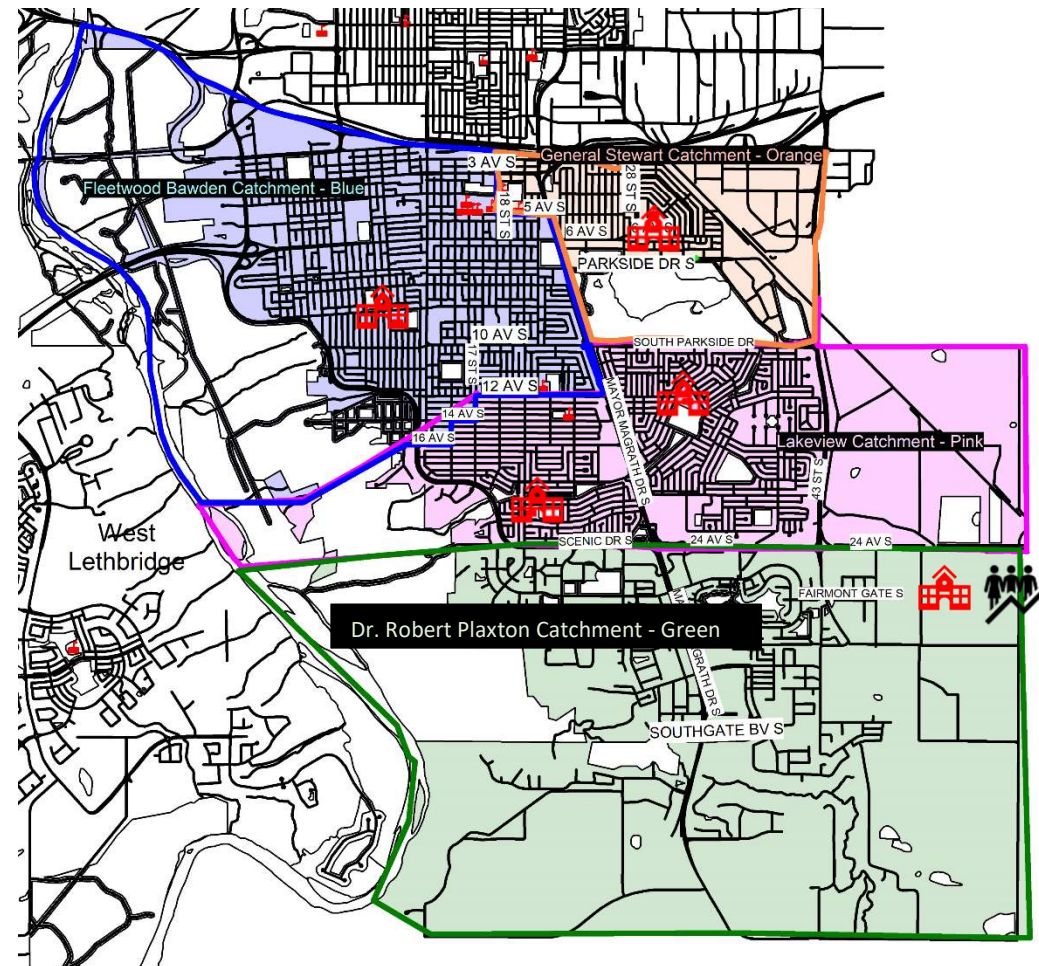 3 AV S
General Stewart Catchment - Orange
28 ST S
Fleetwood Bawden Catchment - Blue
18 ST S
5 AV S
6 AV S
PARKSIDE DR S
10 AV S
SOUTH PARKSIDE DR
17 ST S
12 AV S
MAYOR MAGRATH DR S
14 AV S
16 AV S
Lakeview Catchment - Pink
43 ST S
West
Lethbridge
SCENIC DR S
24 AV S
24 AV S
FAIRMONT GATE S
Dr. Robert Plaxton Catchment - Green
GRATH DR S
SOUTHGATE BV S